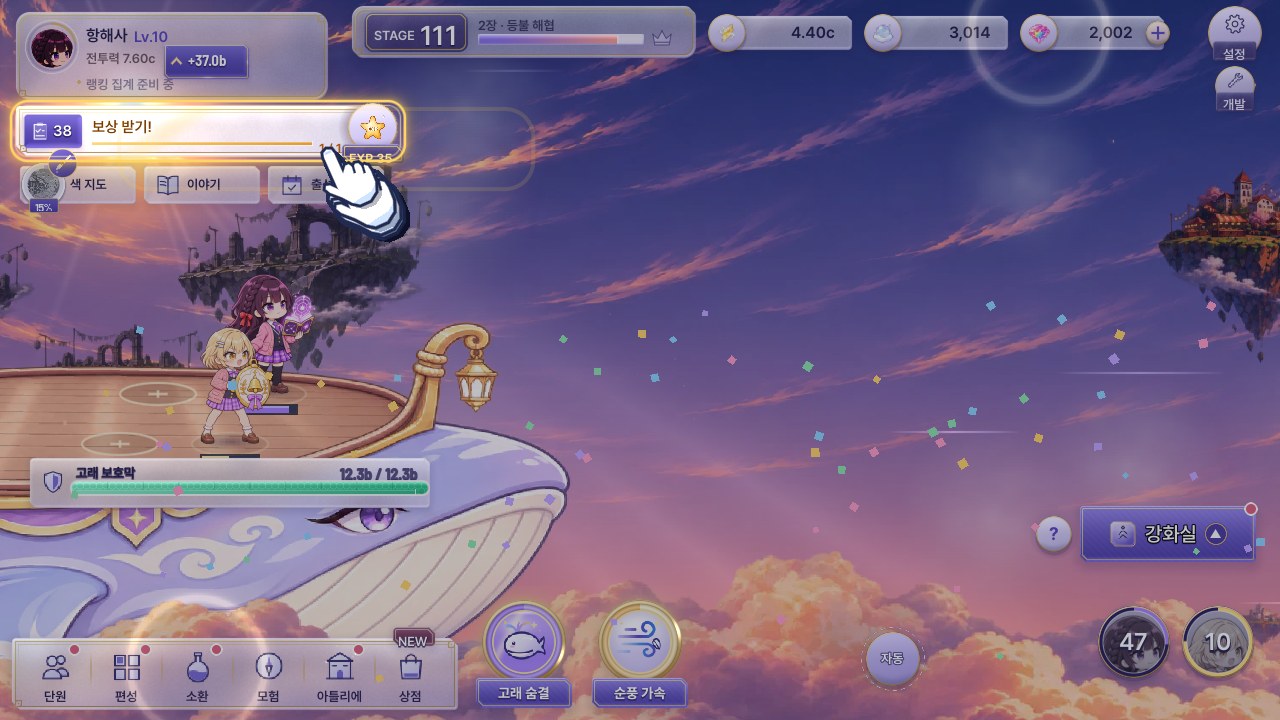 항해사 Lv.10
전투력 7.60c
+37.0b
* 랭킹 집계 준비 중
STAGE 111
2장 · 등불 해협
4.40c
3,014
2,002
설정
개발
38
보상 받기!
EXP 35
색 지도
15%
이야기
고래 보호막
12.3b / 12.3b
?
강화실
NEW
단원
편성
소환
모험
아틀리에
상점
고래 숨결
순풍 가속
자동
47
10